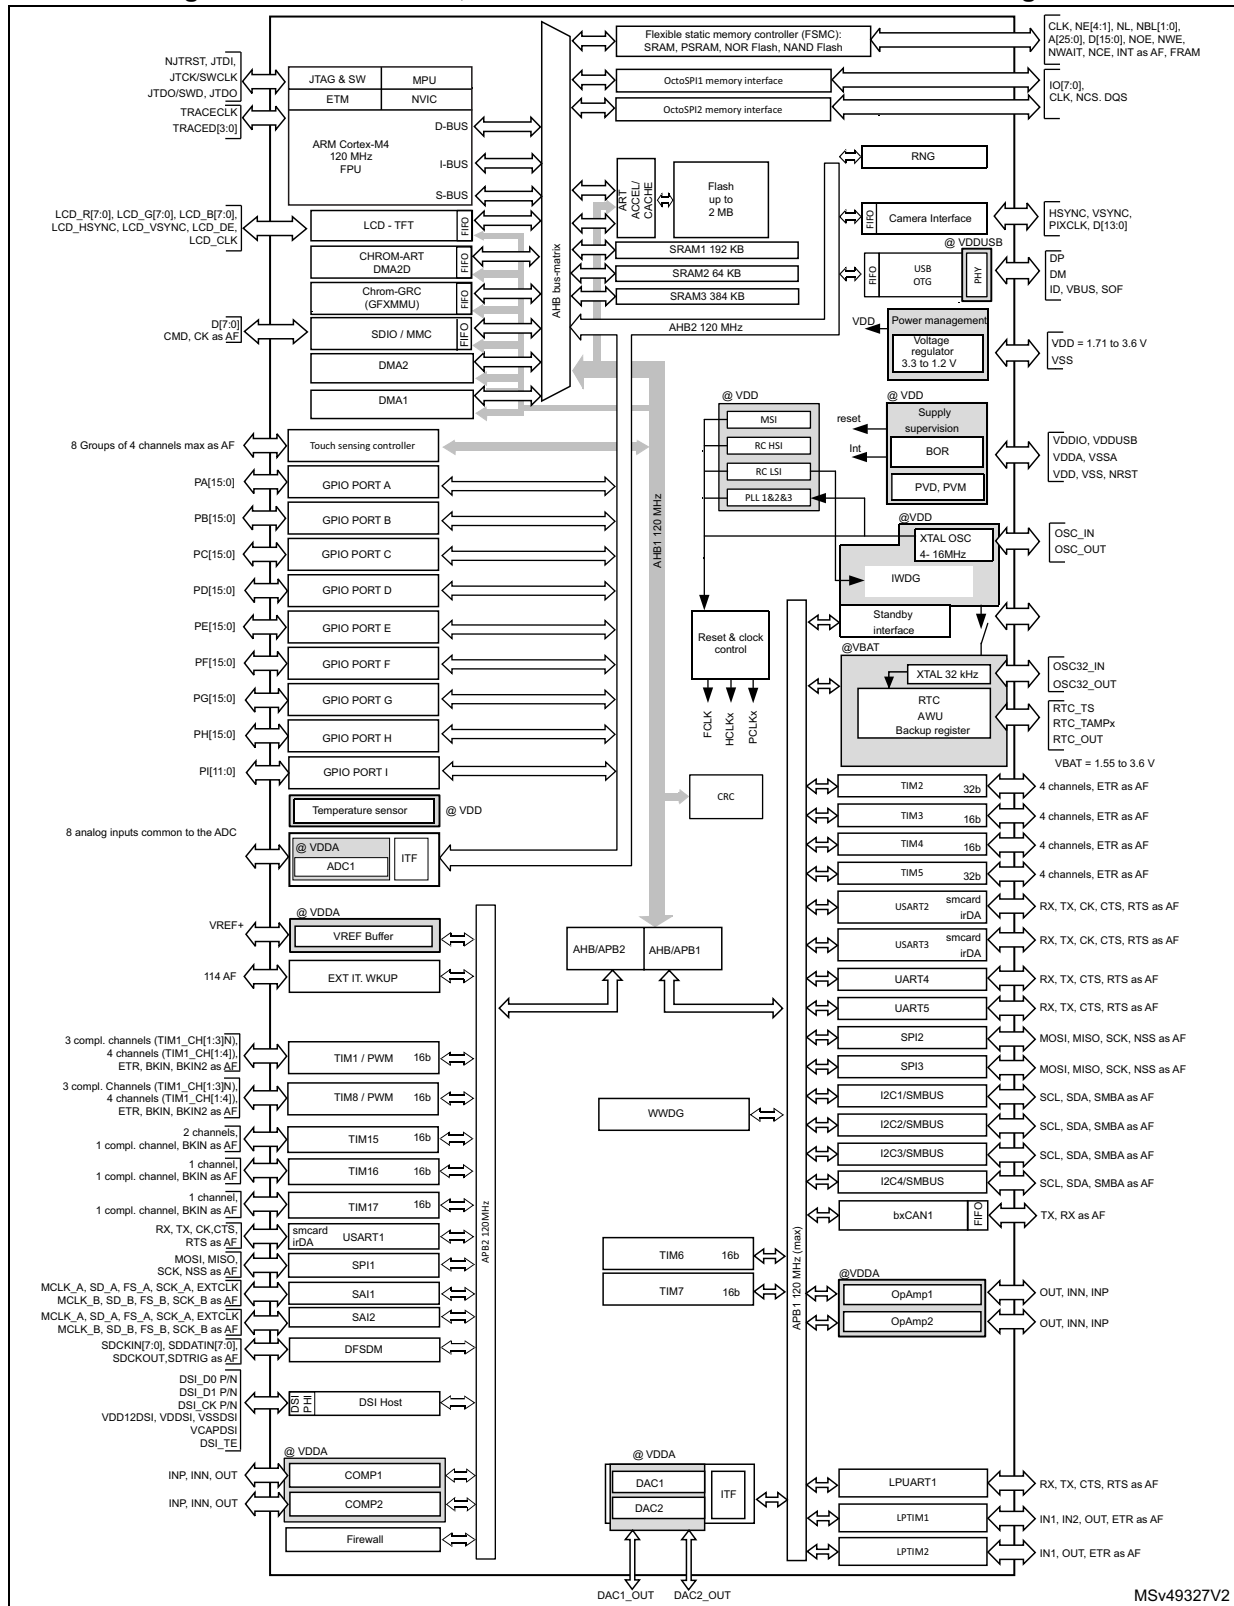 NJTRST, JTDI,
JTCK/SWCLK
JTDO/SWD, JTDO
TRACECLK
TRACED[3:0]
JTAG & SW
MPU
ETM
NVIC
ARM Cortex-M4
120 MHz
FPU
D-BUS
I-BUS
S-BUS
LCD_R[7:0], LCD_G[7:0], LCD_B[7:0],
LCD_HSYNC, LCD_VSYNC, LCD_DE,
LCD_CLK
LCD - TFT
FIFO
CHROM-ART
DMA2D
FIFO
Chrom-GRC
(GFXMMU)
FIFO
D[7:0]
CMD, CK as AF
SDIO / MMC
FIFO
DMA2
DMA1
AHB bus-matrix
Flexible static memory controller (FSMC):
SRAM, PSRAM, NOR Flash, NAND Flash
CLK, NE[4:1], NL, NBL[1:0],
A[25:0], D[15:0], NOE, NWE,
NWAIT, NCE, INT as AF, FRAM
OctoSPI1 memory interface
OctoSPI2 memory interface
IO[7:0],
CLK, NCS. DQS
ART
ACCEL/
CACHE
Flash
up to
2 MB
SRAM1 192 KB
SRAM2 64 KB
SRAM3 384 KB
AHB2 120 MHz
RNG
FIFO
Camera Interface
HSYNC, VSYNC,
PIXCLK, D[13:0]
@ VDDUSB
FIFO
USB
OTG
PHY
DP
DM
ID, VBUS, SOF
VDD
Power management
Voltage
regulator
3.3 to 1.2 V
VDD = 1.71 to 3.6 V
VSS
@ VDD
MSI
RC HSI
RC LSI
PLL 1&2&3
@ VDD
reset
Int
Supply
supervision
BOR
PVD, PVM
VDDIO, VDDUSB
VDDA, VSSA
VDD, VSS, NRST
@VDD
XTAL OSC
4- 16MHz
OSC_IN
OSC_OUT
IWDG
Standby
interface
@VBAT
XTAL 32 kHz
OSC32_IN
OSC32_OUT
RTC
AWU
Backup register
RTC_TS
RTC_TAMPx
RTC_OUT
VBAT = 1.55 to 3.6 V
Reset & clock
control
FCLK
HCLKx
PCLKx
AHB1 120 MHz
CRC
8 Groups of 4 channels max as AF
Touch sensing controller
PA[15:0]
GPIO PORT A
PB[15:0]
GPIO PORT B
PC[15:0]
GPIO PORT C
PD[15:0]
GPIO PORT D
PE[15:0]
GPIO PORT E
PF[15:0]
GPIO PORT F
PG[15:0]
GPIO PORT G
PH[15:0]
GPIO PORT H
PI[11:0]
GPIO PORT I
Temperature sensor
@ VDD
8 analog inputs common to the ADC
@ VDDA
ADC1
ITF
VREF+
@ VDDA
VREF Buffer
114 AF
EXT IT. WKUP
AHB/APB2
AHB/APB1
3 compl. channels (TIM1_CH[1:3]N),
4 channels (TIM1_CH[1:4]),
ETR, BKIN, BKIN2 as AF
TIM1 / PWM
16b
3 compl. Channels (TIM1_CH[1:3]N),
4 channels (TIM1_CH[1:4]),
ETR, BKIN, BKIN2 as AF
TIM8 / PWM
16b
2 channels,
1 compl. channel, BKIN as AF
TIM15
16b
1 channel,
1 compl. channel, BKIN as AF
TIM16
16b
1 channel,
1 compl. channel, BKIN as AF
TIM17
16b
RX, TX, CK,CTS,
RTS as AF
smcard
irDA
USART1
MOSI, MISO,
SCK, NSS as AF
SPI1
MCLK_A, SD_A, FS_A, SCK_A, EXTCLK
MCLK_B, SD_B, FS_B, SCK_B as AF
SAI1
MCLK_A, SD_A, FS_A, SCK_A, EXTCLK
MCLK_B, SD_B, FS_B, SCK_B as AF
SAI2
SDCKIN[7:0], SDDATIN[7:0],
SDCKOUT,SDTRIG as AF
DFSDM
DSI_D0 P/N
DSI_D1 P/N
DSI_CK P/N
VDD12DSI, VDDSI, VSSDSI
VCAPDSI
DSI_TE
DSI
PHI
DSI Host
@ VDDA
INP, INN, OUT
COMP1
INP, INN, OUT
COMP2
Firewall
APB2 120MHz
WWDG
TIM6
16b
TIM7
16b
@ VDDA
DAC1
DAC2
ITF
DAC1_OUT
DAC2_OUT
APB1 120 MHz (max)
TIM2
32b
4 channels, ETR as AF
TIM3
16b
4 channels, ETR as AF
TIM4
16b
4 channels, ETR as AF
TIM5
32b
4 channels, ETR as AF
USART2
smcard
irDA
RX, TX, CK, CTS, RTS as AF
USART3
smcard
irDA
RX, TX, CK, CTS, RTS as AF
UART4
RX, TX, CTS, RTS as AF
UART5
RX, TX, CTS, RTS as AF
SPI2
MOSI, MISO, SCK, NSS as AF
SPI3
MOSI, MISO, SCK, NSS as AF
I2C1/SMBUS
SCL, SDA, SMBA as AF
I2C2/SMBUS
SCL, SDA, SMBA as AF
I2C3/SMBUS
SCL, SDA, SMBA as AF
I2C4/SMBUS
SCL, SDA, SMBA as AF
bxCAN1
FIFO
TX, RX as AF
@VDDA
OpAmp1
OUT, INN, INP
OpAmp2
OUT, INN, INP
LPUART1
RX, TX, CTS, RTS as AF
LPTIM1
IN1, IN2, OUT, ETR as AF
LPTIM2
IN1, OUT, ETR as AF
MSv49327V2